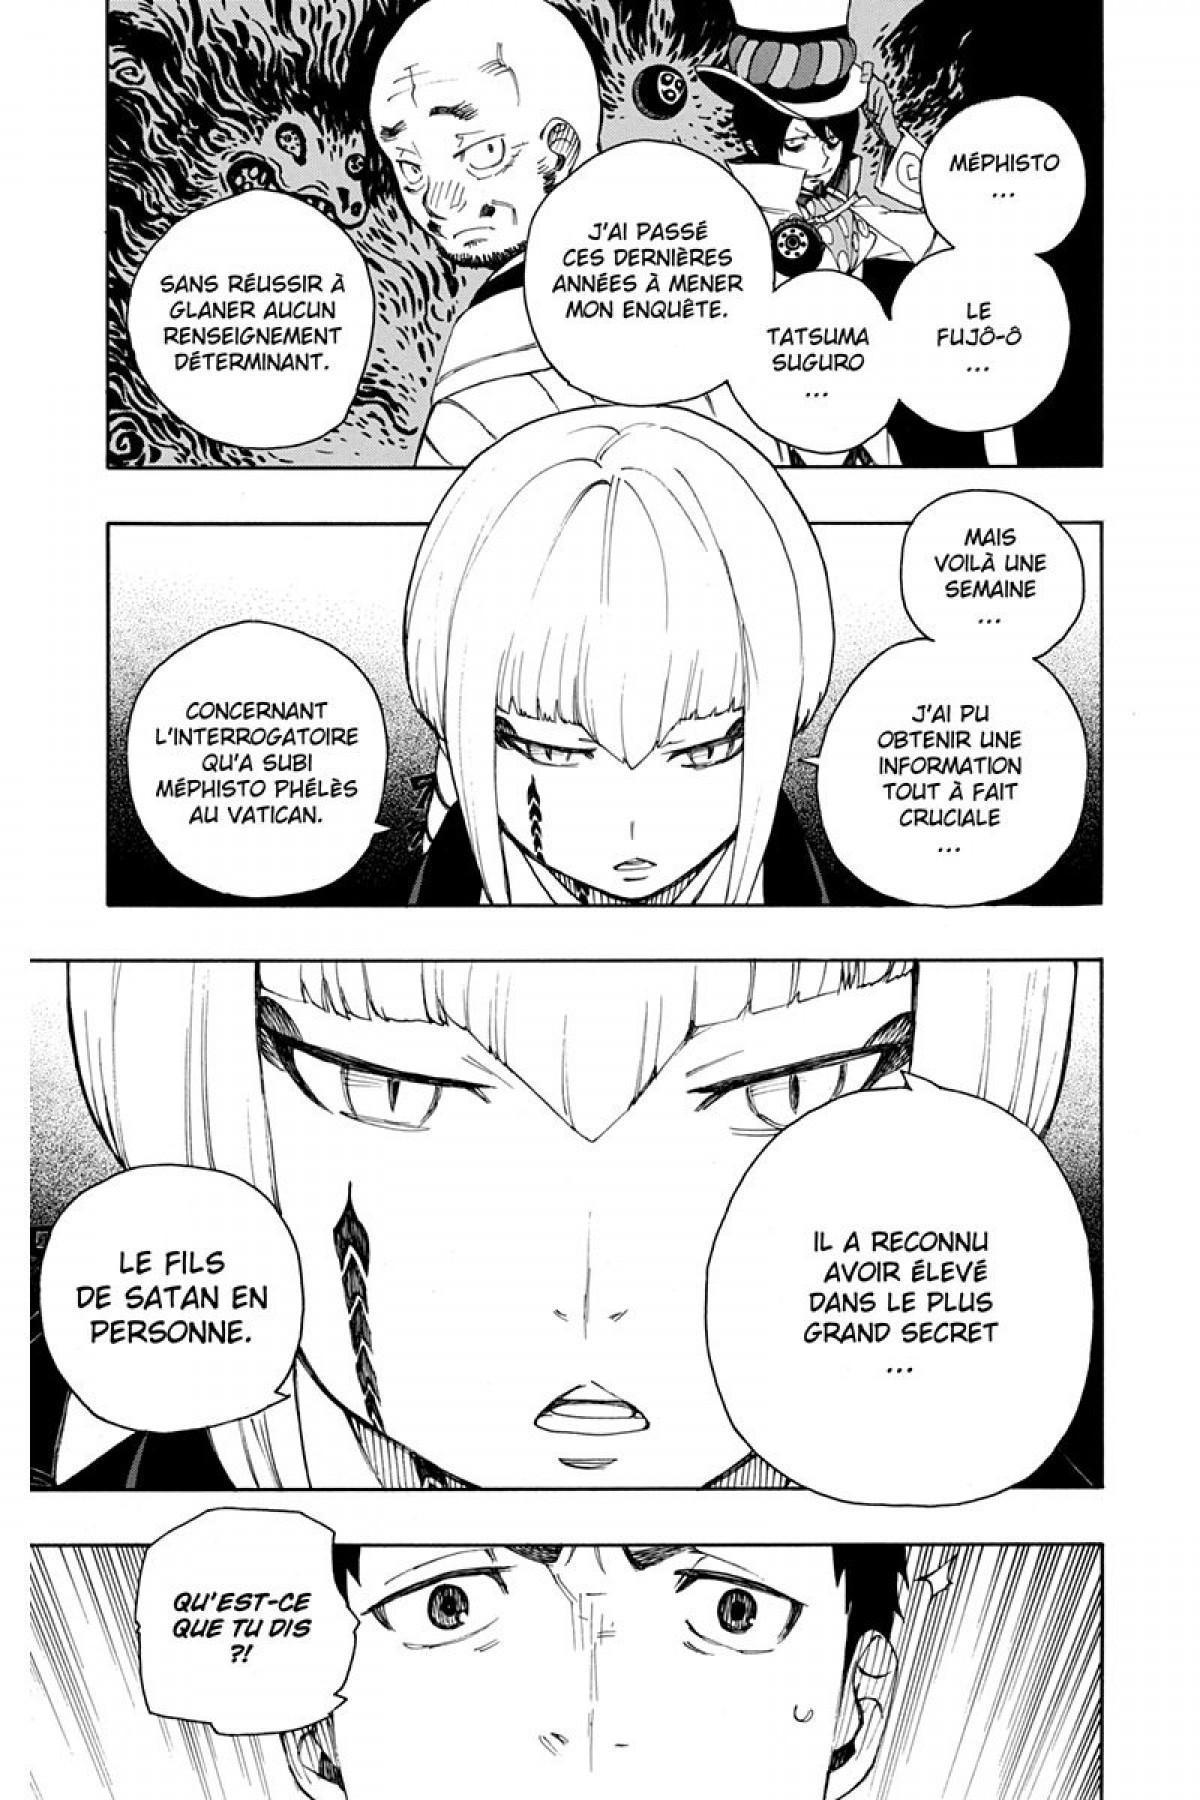 MÉPHISTO
...
LE
FUJÔ-Ô
...
TATSUMA
SUGURO
...
J'AI PASSÉ
CES DERNIÈRES
ANNÉES À MENER
MON ENQUÊTE.
SANS RÉUSSIR À
GLANER AUCUN
RENSEIGNEMENT
DÉTERMINANT.
MAIS
VOILÀ UNE
SEMAINE
...
J'AI PU
OBTENIR UNE
INFORMATION
TOUT À FAIT
CRUCIALE
...
CONCERNANT
L'INTERROGATOIRE
QU'A SUBI
MÉPHISTO PHÉLÈS
AU VATICAN.
IL A RECONNU
AVOIR ÉLEVÉ
DANS LE PLUS
GRAND SECRET
...
LE FILS
DE SATAN EN
PERSONNE.
QU'EST-CE
QUE TU DIS
?!